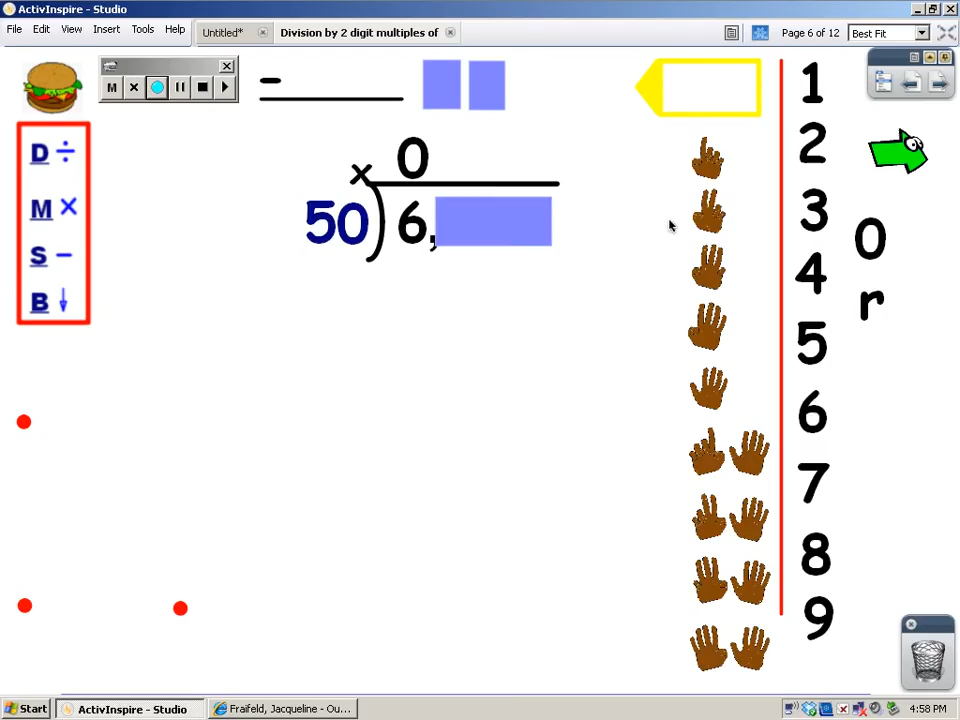 ActivInspire - Studio
File Edit View Insert Tools Help
Untitled*
Division by 2 digit multiples of
Page 6 of 12
Best Fit
M
D ÷
M ×
S −
B ↓
−
x 0
50 6,
1
2
3
4
5
6
7
8
9
0
r
Start
ActivInspire - Studio
Fraifeld, Jacqueline - Ou...
4:58 PM